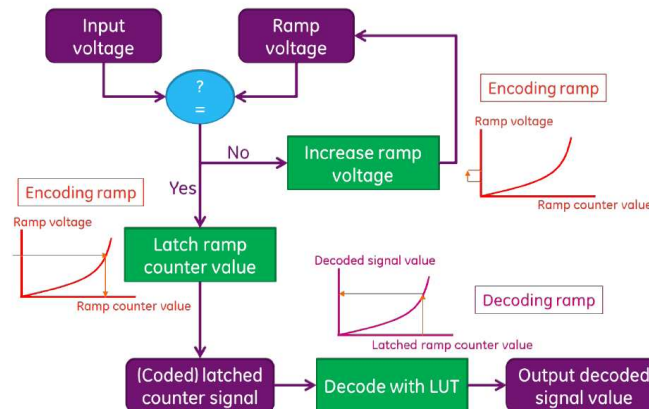 Input
voltage
Ramp
voltage
?
=
Encoding ramp
Ramp voltage
Ramp counter value
No
Increase ramp
voltage
Yes
Encoding ramp
Ramp voltage
Ramp counter value
Latch ramp
counter value
Decoded signal value
Latched ramp counter value
Decoding ramp
(Coded) latched
counter signal
Decode with LUT
Output decoded
signal value